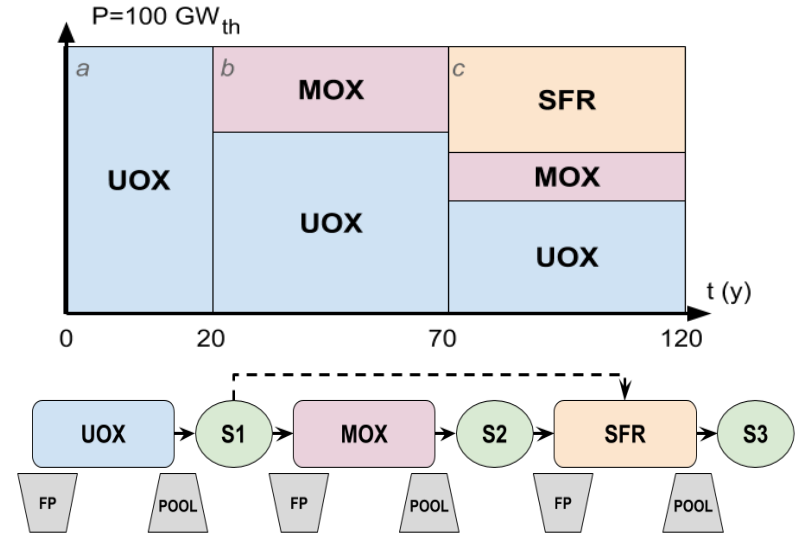 P=100 GWth
a
b
c
MOX
SFR
UOX
MOX
UOX
UOX
t (y)
0
20
70
120
UOX
S1
MOX
S2
SFR
S3
FP
POOL
FP
POOL
FP
POOL